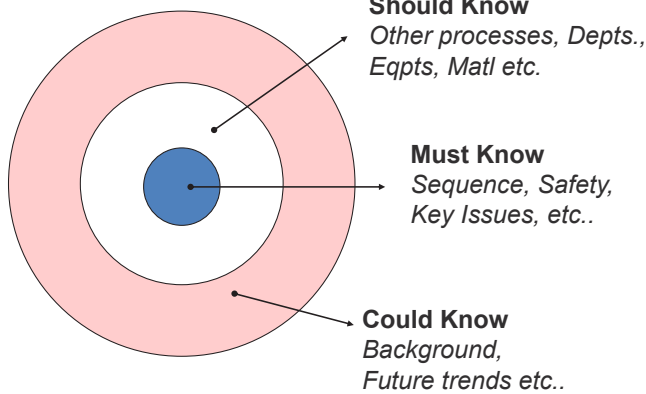 Should Know
Other processes, Depts.,
Eqpts, Matl etc.
Must Know
Sequence, Safety,
Key Issues, etc..
Could Know
Background,
Future trends etc..